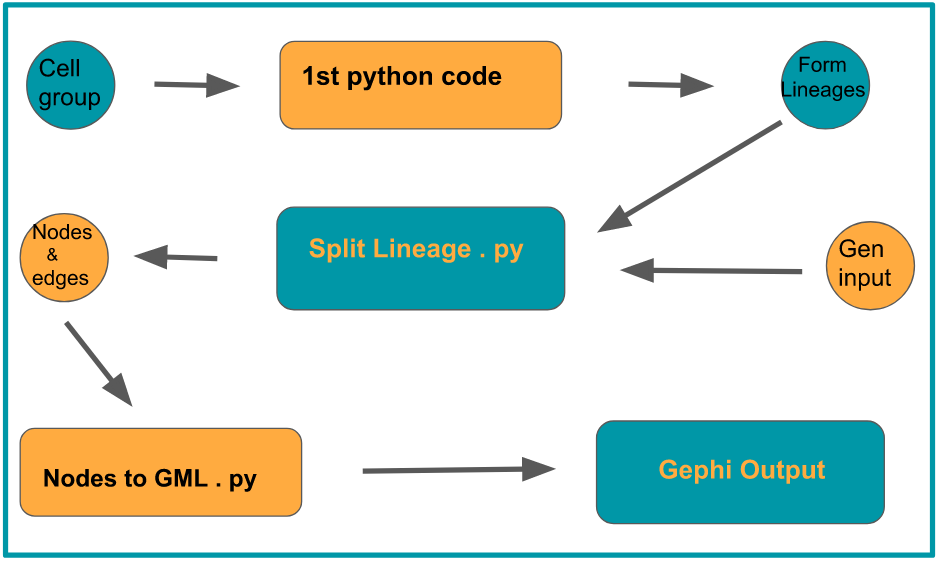 Cell
group
1st python code
Form
Lineages
Nodes
&
edges
Split Lineage . py
Gen
input
Nodes to GML . py
Gephi Output